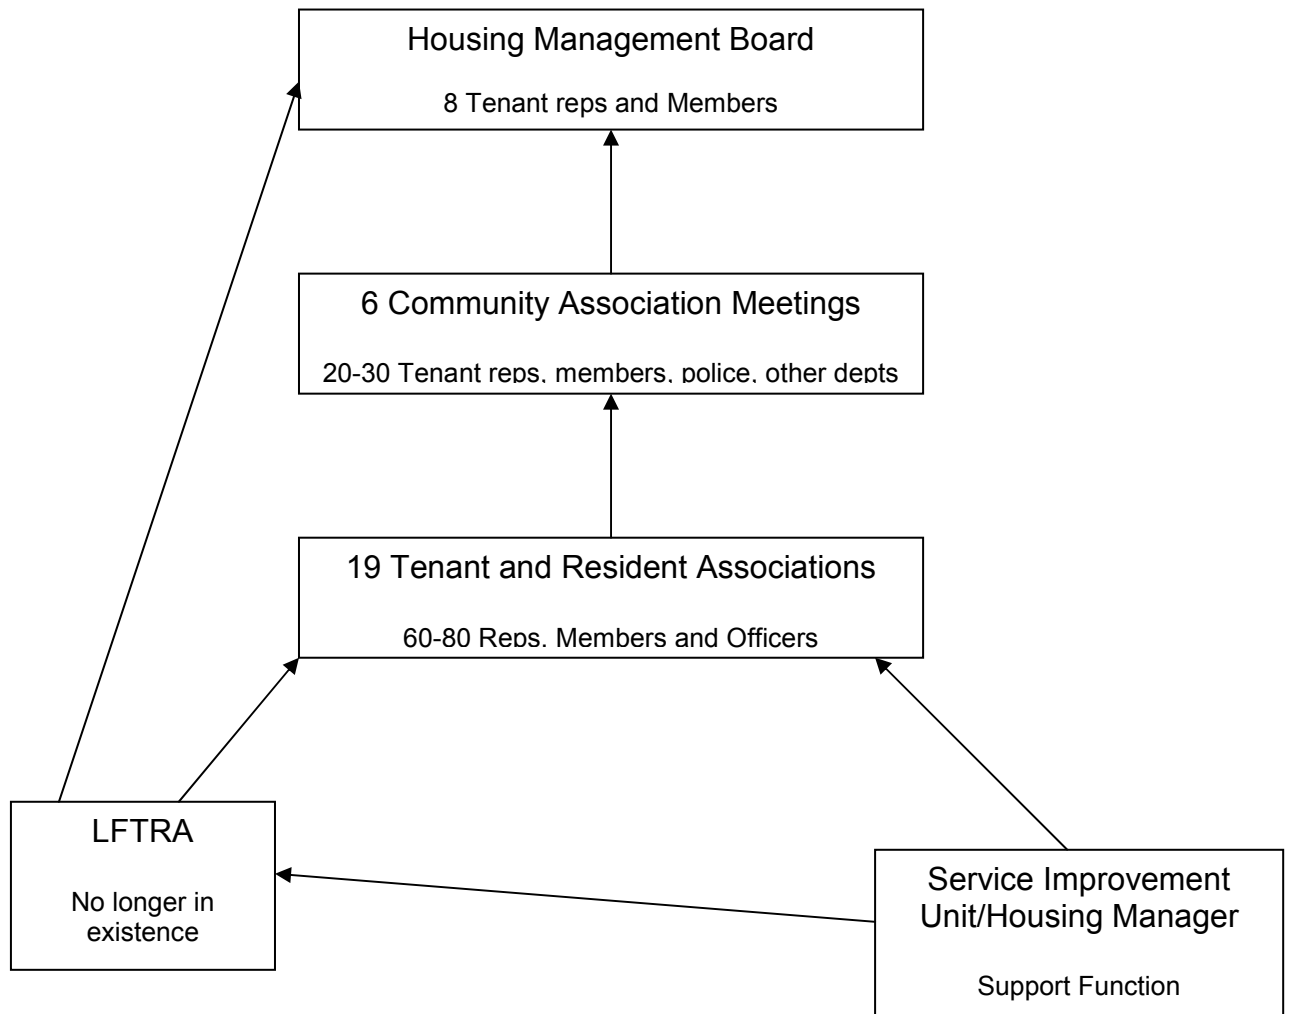 Housing Management Board
8 Tenant reps and Members
6 Community Association Meetings
20-30 Tenant reps, members, police, other depts
19 Tenant and Resident Associations
60-80 Reps, Members and Officers
LFTRA
No longer in
existence
Service Improvement
Unit/Housing Manager
Support Function